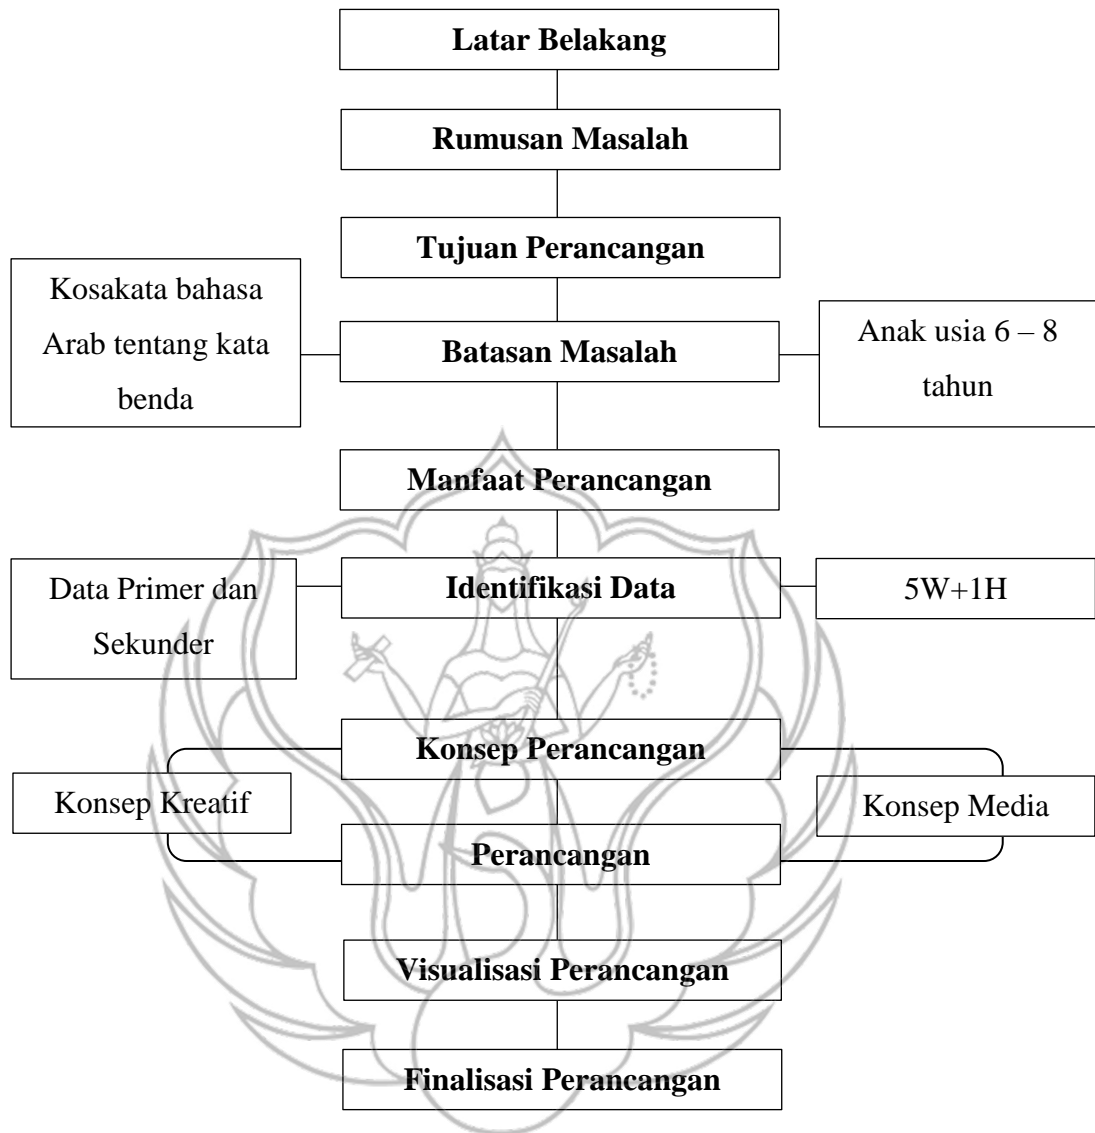 Latar Belakang
Rumusan Masalah
Tujuan Perancangan
Kosakata bahasa
Arab tentang kata
benda
Batasan Masalah
Anak usia 6 – 8
tahun
Manfaat Perancangan
Data Primer dan
Sekunder
Identifikasi Data
5W+1H
Konsep Perancangan
Konsep Kreatif
Konsep Media
Perancangan
Visualisasi Perancangan
Finalisasi Perancangan